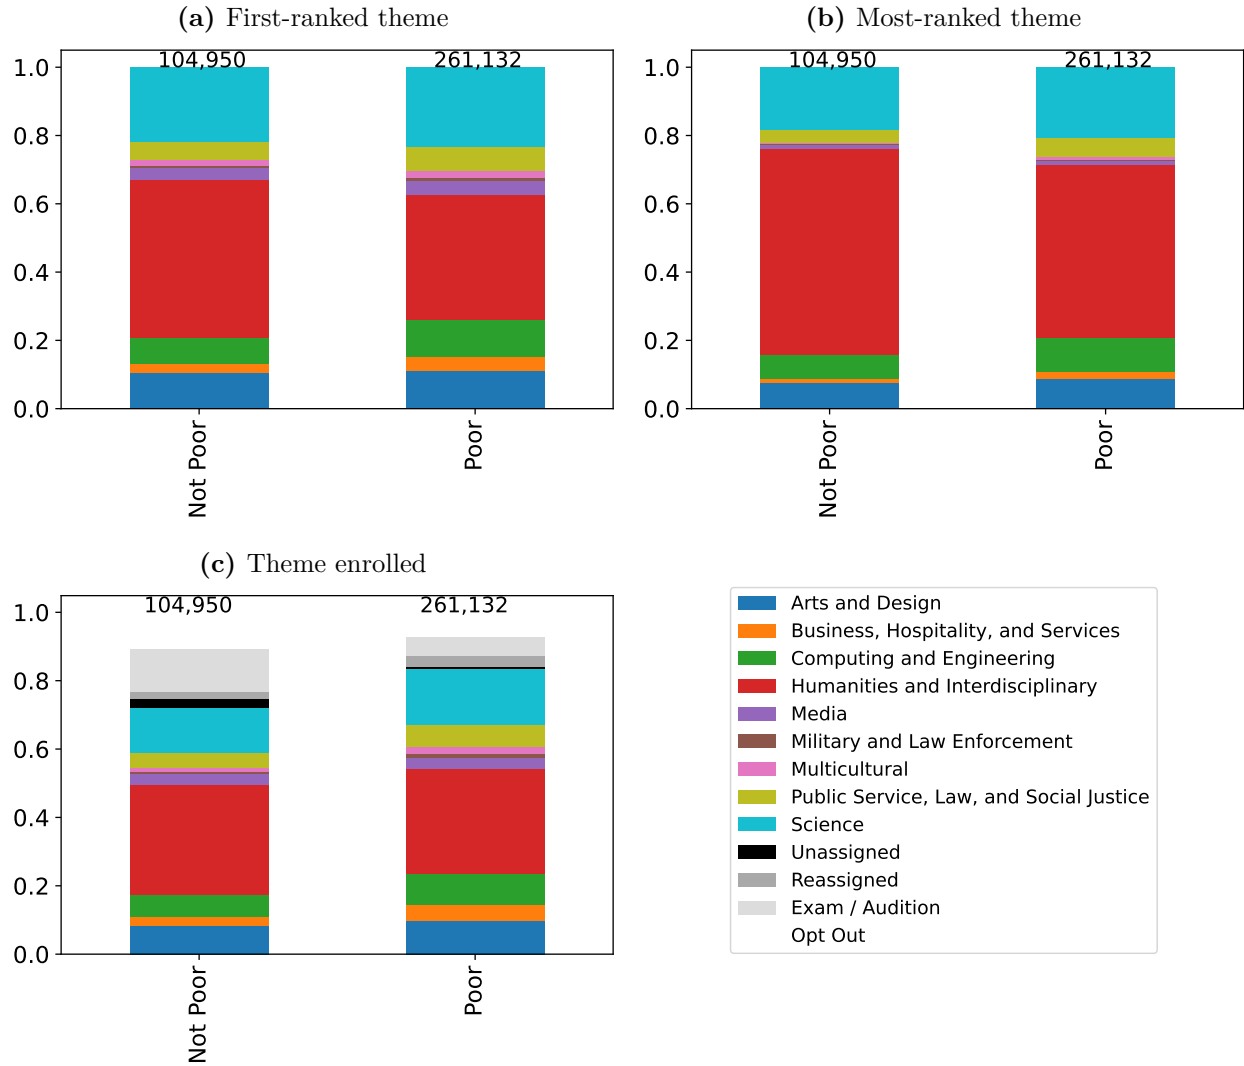 (a) First-ranked theme
104,950
261,132
1.0
0.8
0.6
0.4
0.2
0.0
Not Poor
Poor
(b) Most-ranked theme
104,950
261,132
1.0
0.8
0.6
0.4
0.2
0.0
Not Poor
Poor
(c) Theme enrolled
104,950
261,132
1.0
0.8
0.6
0.4
0.2
0.0
Not Poor
Poor
Arts and Design
Business, Hospitality, and Services
Computing and Engineering
Humanities and Interdisciplinary
Media
Military and Law Enforcement
Multicultural
Public Service, Law, and Social Justice
Science
Unassigned
Reassigned
Exam / Audition
Opt Out